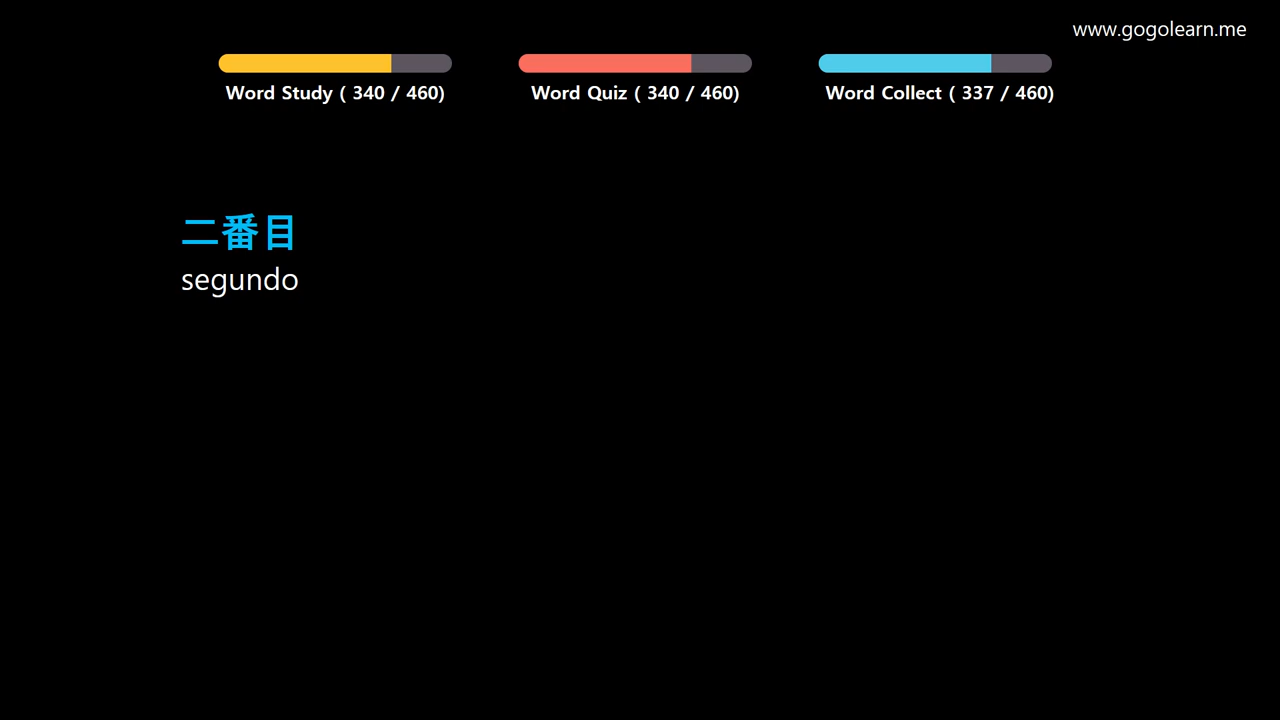 www.gogolearn.me
Word Study ( 340 / 460)
Word Quiz ( 340 / 460)
Word Collect ( 337 / 460)
二番目
segundo